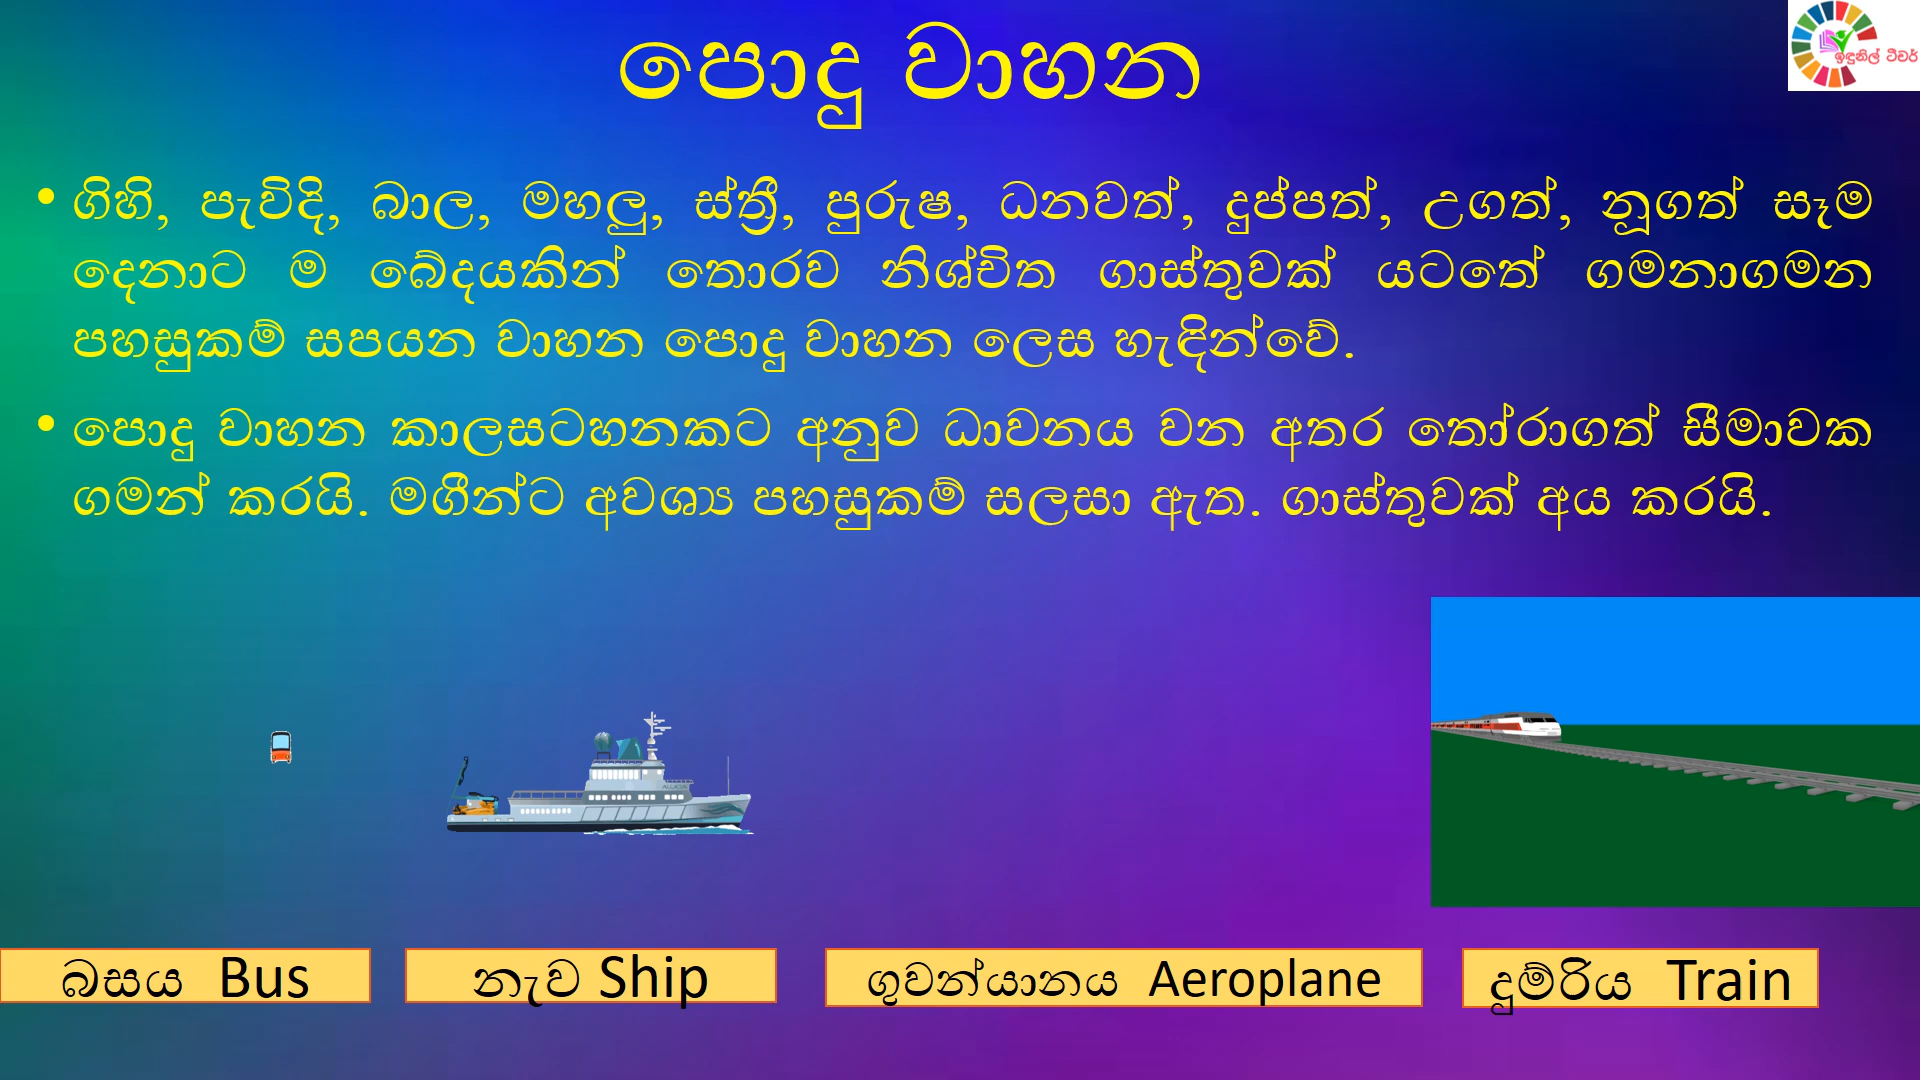 පොදු වාහන
ඉඳුනිල් ටීචර්
• ගිහි, පැවිදි, බාල, මහලු, ස්ත්‍රී, පුරුෂ, ධනවත්, දුප්පත්, උගත්, නූගත් සෑම
දෙනාට ම බේදයකින් තොරව නිශ්චිත ගාස්තුවක් යටතේ ගමනාගමන
පහසුකම් සපයන වාහන පොදු වාහන ලෙස හැඳින්වේ.
• පොදු වාහන කාලසටහනකට අනුව ධාවනය වන අතර තෝරාගත් සීමාවක
ගමන් කරයි. මගීන්ට අවශ්‍ය පහසුකම් සලසා ඇත. ගාස්තුවක් අය කරයි.
බසය Bus
නැව Ship
ගුවන්යානය Aeroplane
දුම්රිය Train